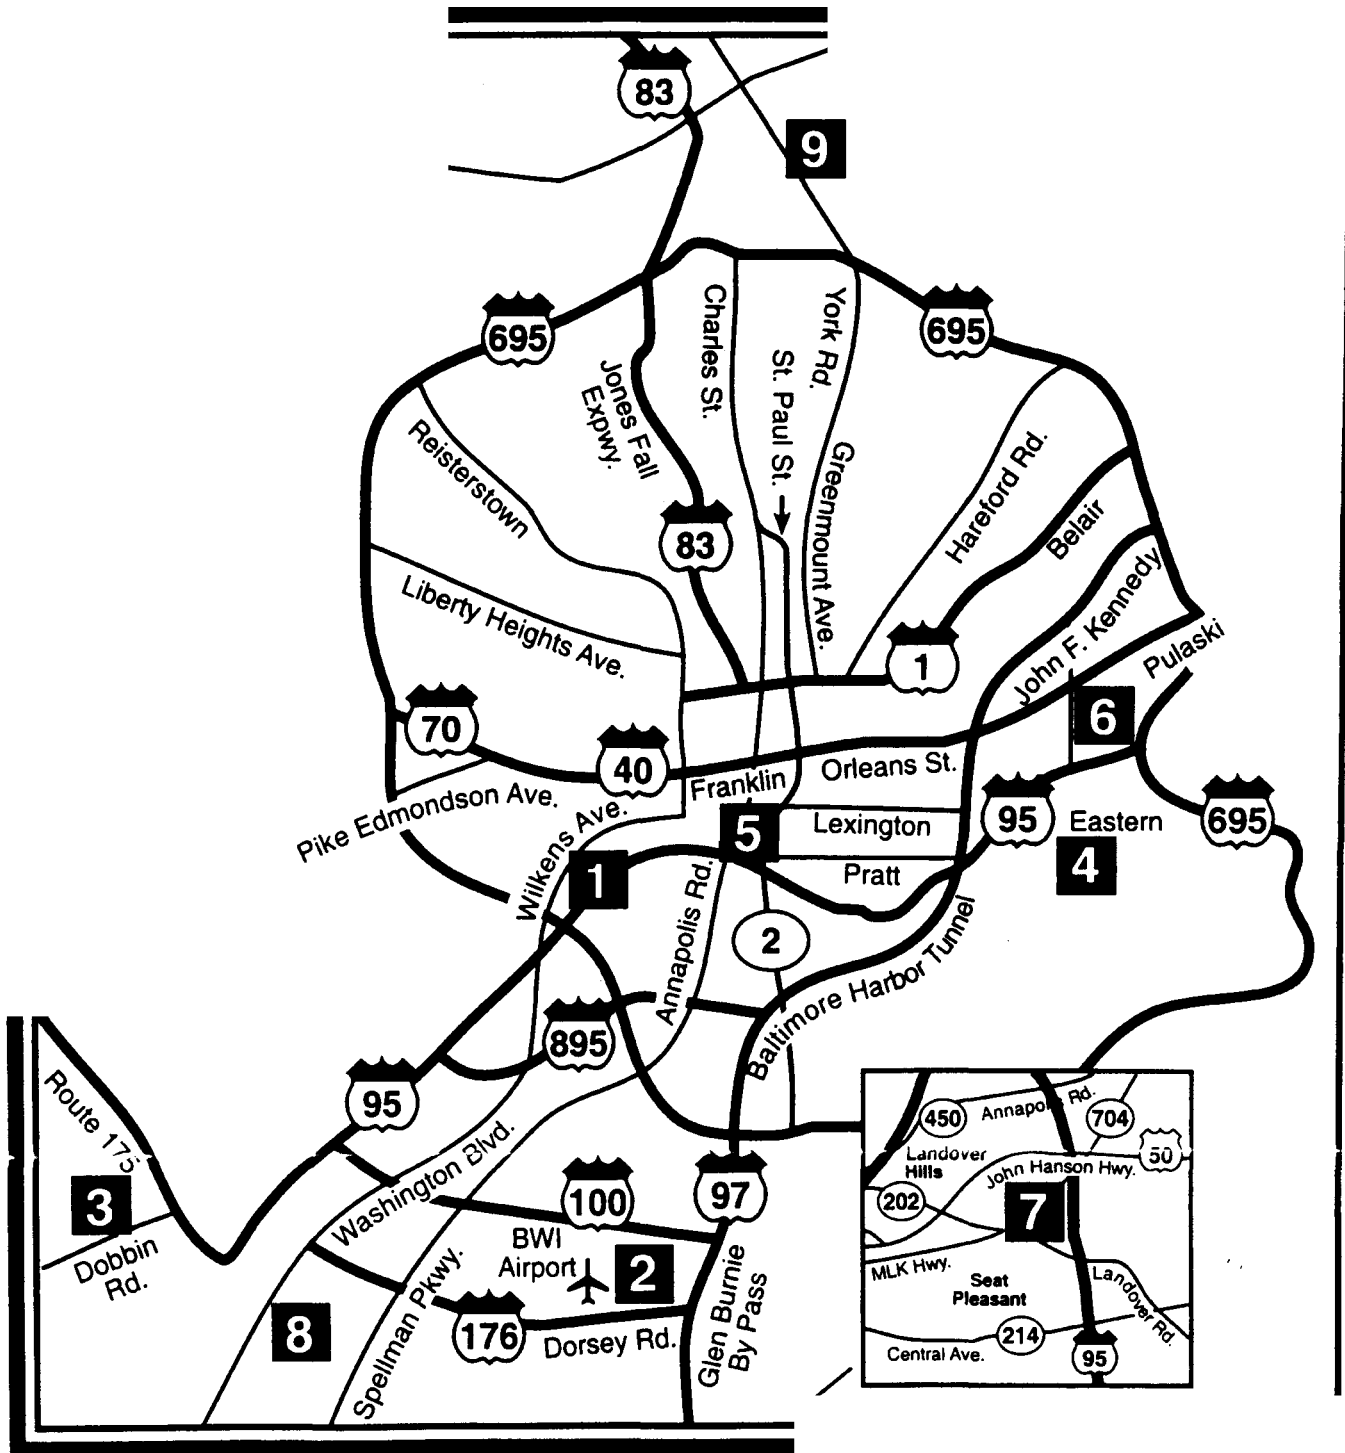 83
9
695
695
Charles St.
York Rd.
St. Paul St.
Jones Fall
Expwy.
Reisterstown
Greenmount Ave.
Hareford Rd.
Belair
83
John F. Kennedy
Liberty Heights Ave.
1
Pulaski
70
6
40
Franklin
Orleans St.
Pike Edmondson Ave.
Wilkens Ave.
5
Lexington
95
Eastern
695
1
Pratt
4
Annapolis Rd.
2
Baltimore Harbor Tunnel
895
95
Route 175
3
Dobbin
Rd.
Washington Blvd.
100
97
BWI
Airport
2
8
Spellman Pkwy.
176
Dorsey Rd.
Glen Burnie
By Pass
450
Annapolis Rd.
704
50
Landover
Hills
John Hanson Hwy.
202
7
MLK Hwy.
Seat
Pleasant
Landover Rd.
214
Central Ave.
95